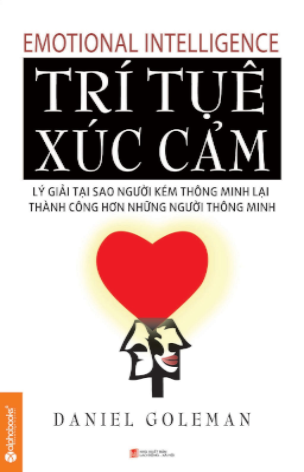 EMOTIONAL INTELLIGENCE
TRÍ TUỆ
XÚC CẢM
LÝ GIẢI TẠI SAO NGƯỜI KÉM THÔNG MINH LẠI
THÀNH CÔNG HƠN NHỮNG NGƯỜI THÔNG MINH
DANIEL GOLEMAN
alphabooks